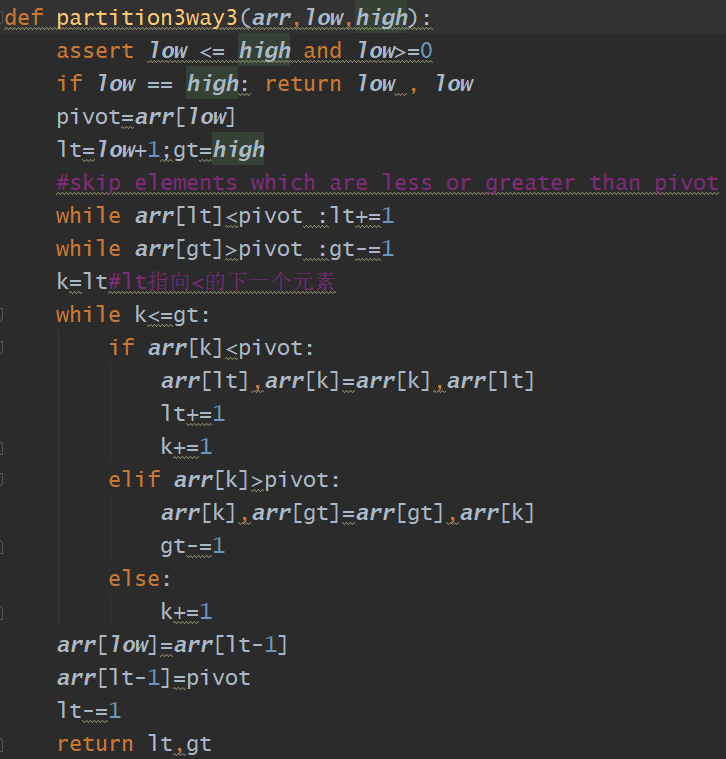 def partition3way3(arr,low,high):
    assert low <= high and low>=0
    if low == high: return low , low
    pivot=arr[low]
    lt=low+1;gt=high
    #skip elements which are less or greater than pivot
    while arr[lt]<pivot :lt+=1
    while arr[gt]>pivot :gt-=1
    k=lt#lt指向<的下一个元素
    while k<=gt:
        if arr[k]<pivot:
            arr[lt],arr[k]=arr[k],arr[lt]
            lt+=1
            k+=1
        elif arr[k]>pivot:
            arr[k],arr[gt]=arr[gt],arr[k]
            gt-=1
        else:
            k+=1
    arr[low]=arr[lt-1]
    arr[lt-1]=pivot
    lt-=1
    return lt,gt